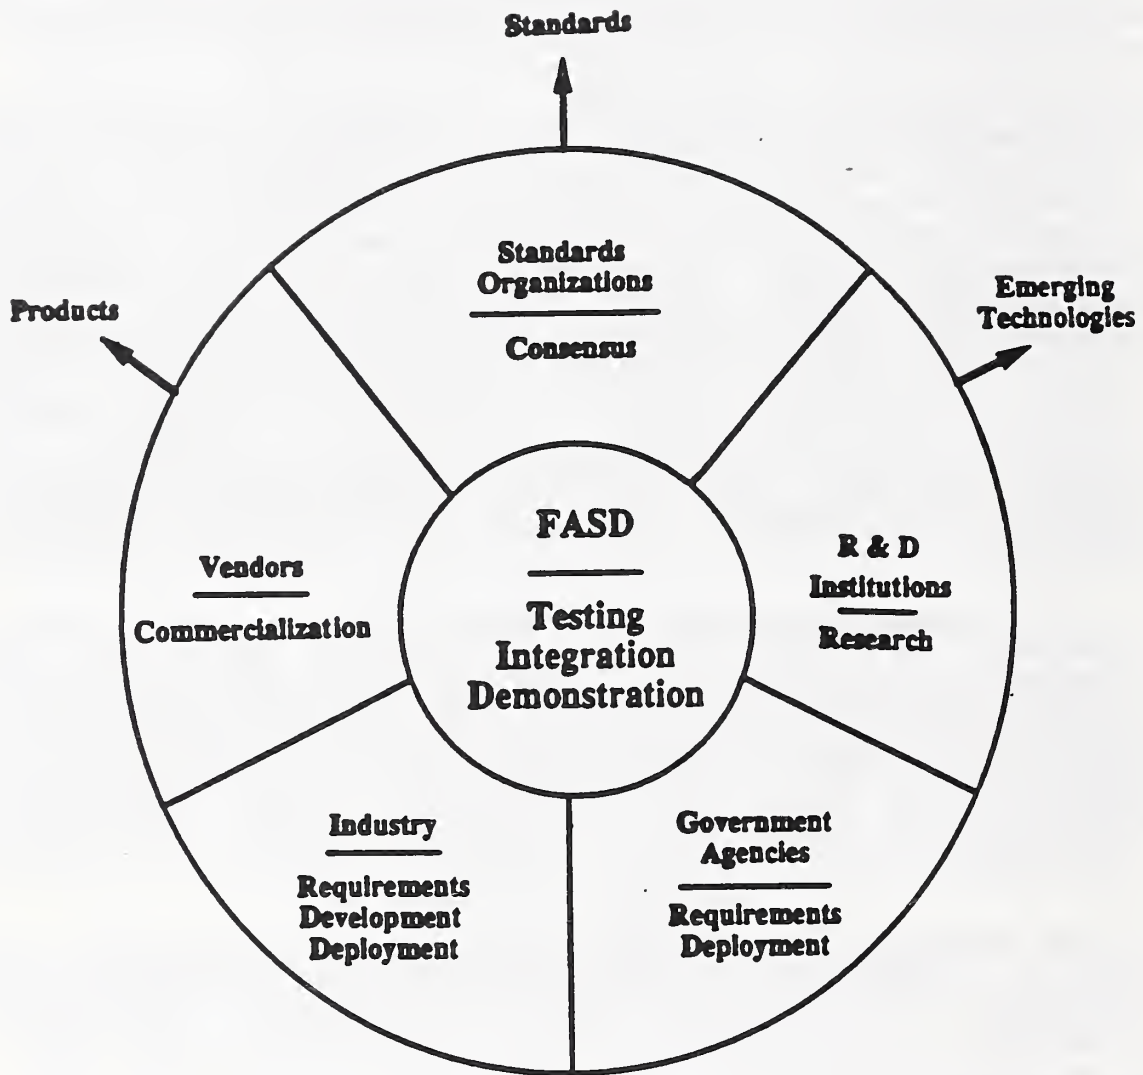 Standards
Standards
Organizations
Consensus
Products
Emerging
Technologies
FASD
Testing
Integration
Demonstration
Vendors
Commercialization
R & D
Institutions
Research
Industry
Requirements
Development
Deployment
Government
Agencies
Requirements
Deployment